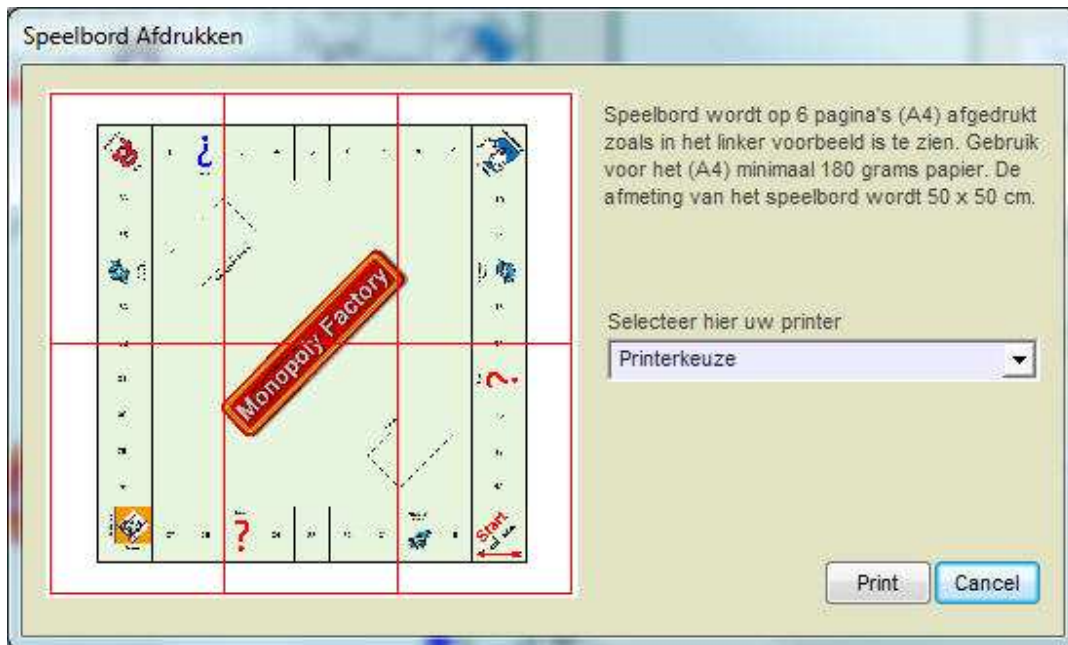 Speelbord Afdrukken
Speelbord wordt op 6 pagina's (A4) afgedrukt
zoals in het linker voorbeeld is te zien. Gebruik
voor het (A4) minimaal 180 grams papier. De
afmeting van het speelbord wordt 50 x 50 cm.
Selecteer hier uw printer
Printerkeuze
Monopoly Factory
?
?
?
Start
Print
Cancel